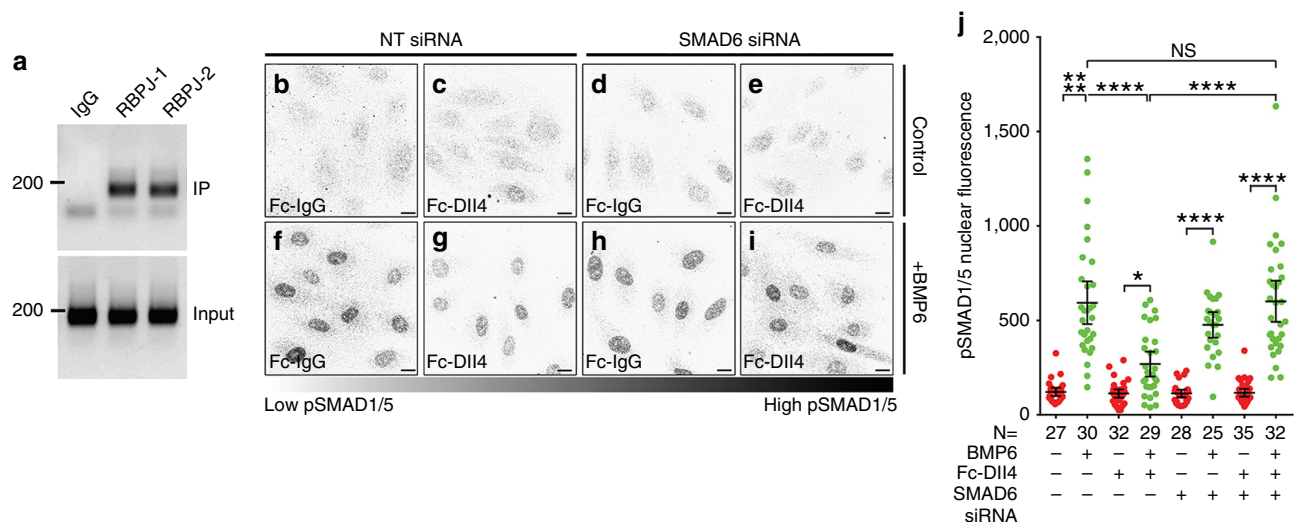 a
IgG
RBPJ-1
RBPJ-2
200
IP
200
Input
NT siRNA
SMAD6 siRNA
b
c
d
e
Fc-IgG
Fc-Dll4
Fc-IgG
Fc-Dll4
Control
f
g
h
i
Fc-IgG
Fc-Dll4
Fc-IgG
Fc-Dll4
+BMP6
Low pSMAD1/5
High pSMAD1/5
j
pSMAD1/5 nuclear fluorescence
2,000
1,500
1,000
500
0
NS
**
** **** ****
****
****
*
N=
27 30 32 29 28 25 35 32
BMP6 – + – + – + – +
Fc-Dll4 – – + + – – + +
SMAD6 – – – – + + + +
siRNA